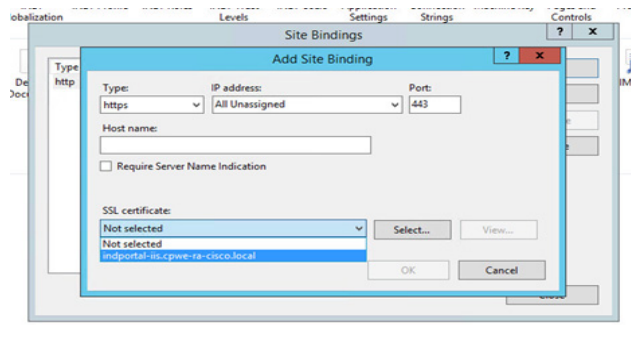 obalization
Levels
Settings
Strings
Controls
Site Bindings
? x
Add Site Binding
? x
Type
http
Type:
IP address:
Port:
https
All Unassigned
443
Host name:
Require Server Name Indication
SSL certificate:
Not selected
Select...
View...
Not selected
indportal-iis.cpwe-ra-cisco.local
OK
Cancel